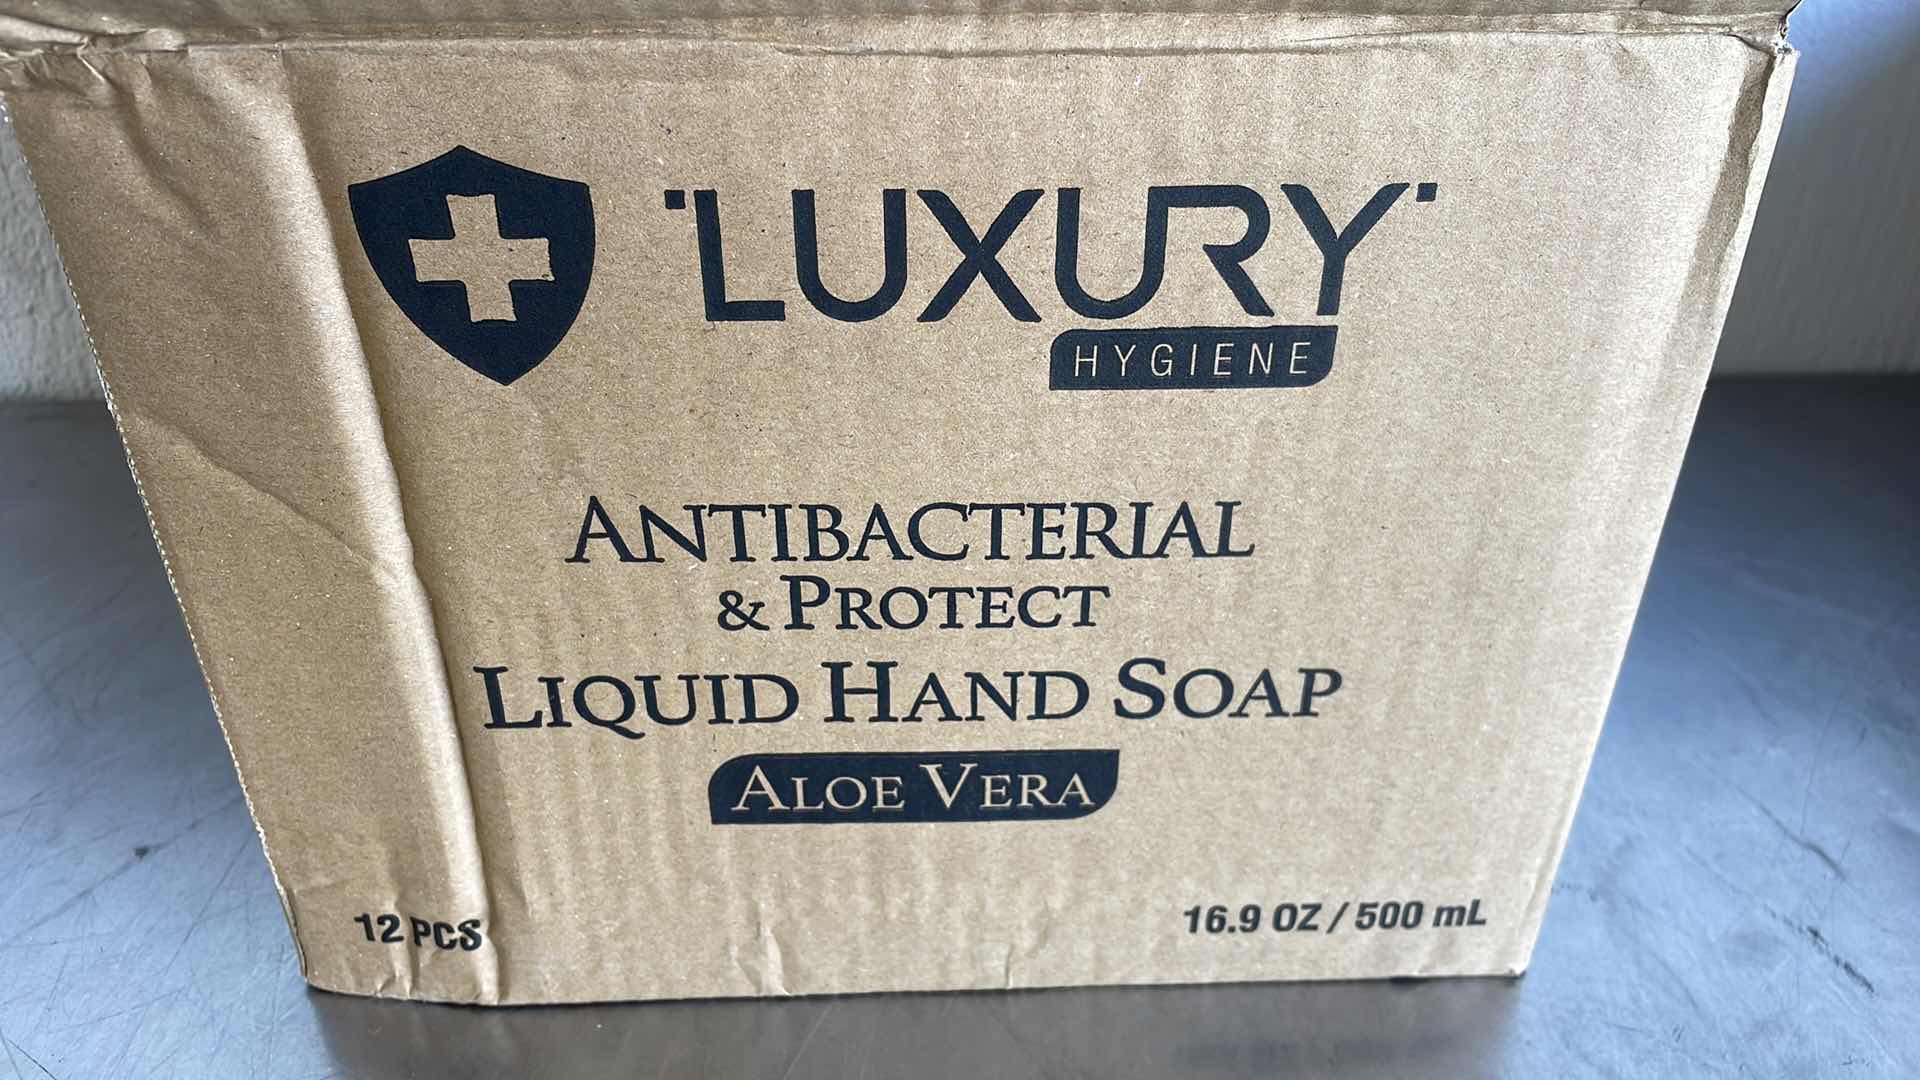 LUXURY
HYGIENE
ANTIBACTERIAL
& PROTECT
LIQUID HAND SOAP
ALOE VERA
12 PCS
16.9 OZ / 500 mL